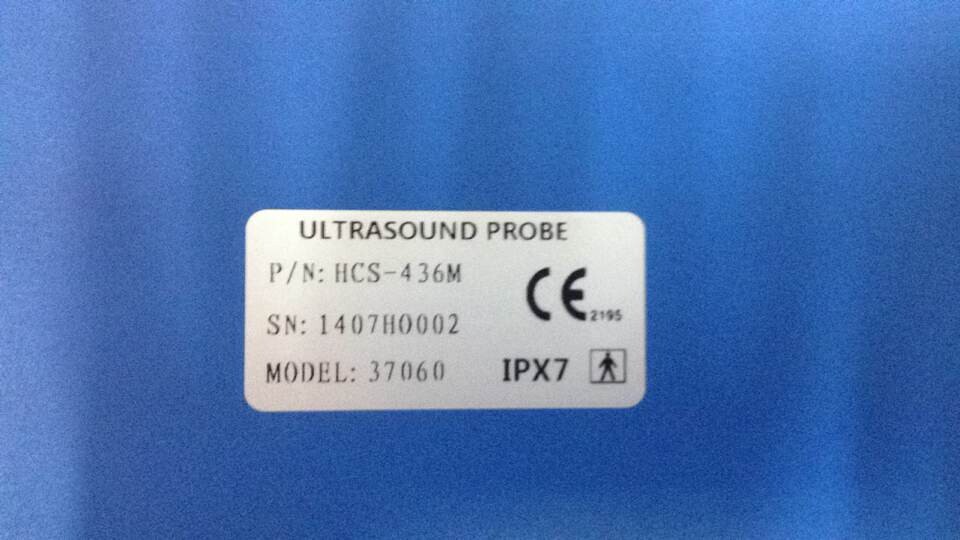 ULTRASOUND PROBE
P/N: HCS-436M
CE 2195
SN: 1407H0002
MODEL: 37060
IPX7